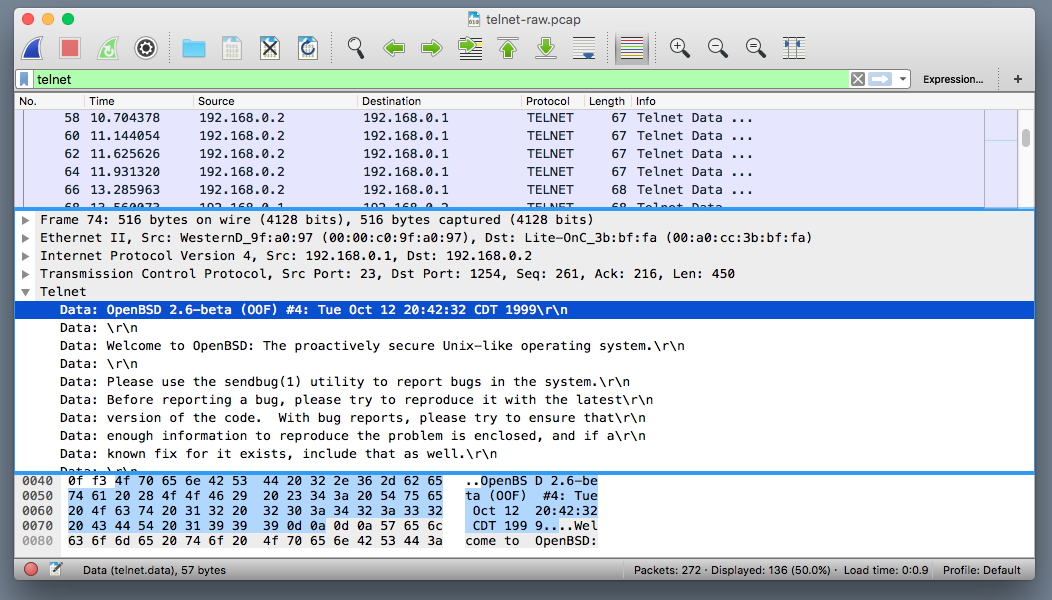 telnet-raw.pcap
telnet
Expression...
+
No. Time Source Destination Protocol Length Info
58 10.704378 192.168.0.2 192.168.0.1 TELNET 67 Telnet Data ...
60 11.144054 192.168.0.2 192.168.0.1 TELNET 67 Telnet Data ...
62 11.625626 192.168.0.2 192.168.0.1 TELNET 67 Telnet Data ...
64 11.931320 192.168.0.2 192.168.0.1 TELNET 67 Telnet Data ...
66 13.285963 192.168.0.2 192.168.0.1 TELNET 68 Telnet Data ...
Frame 74: 516 bytes on wire (4128 bits), 516 bytes captured (4128 bits)
Ethernet II, Src: WesternD_9f:a0:97 (00:00:c0:9f:a0:97), Dst: Lite-OnC_3b:bf:fa (00:a0:cc:3b:bf:fa)
Internet Protocol Version 4, Src: 192.168.0.1, Dst: 192.168.0.2
Transmission Control Protocol, Src Port: 23, Dst Port: 1254, Seq: 261, Ack: 216, Len: 450
Telnet
Data: OpenBSD 2.6-beta (OOF) #4: Tue Oct 12 20:42:32 CDT 1999\r\n
Data: \r\n
Data: Welcome to OpenBSD: The proactively secure Unix-like operating system.\r\n
Data: \r\n
Data: Please use the sendbug(1) utility to report bugs in the system.\r\n
Data: Before reporting a bug, please try to reproduce it with the latest\r\n
Data: version of the code.  With bug reports, please try to ensure that\r\n
Data: enough information to reproduce the problem is enclosed, and if a\r\n
Data: known fix for it exists, include that as well.\r\n
Data: \r\n
0040 0f f3 4f 70 65 6e 42 53 44 20 32 2e 36 2d 62 65 ..OpenBS D 2.6-be
0050 74 61 20 28 4f 4f 46 29 20 23 34 3a 20 54 75 65 ta (OOF) #4: Tue
0060 20 4f 63 74 20 31 32 20 32 30 3a 34 32 3a 33 32 Oct 12 20:42:32
0070 20 43 44 54 20 31 39 39 39 0d 0a 0d 0a 57 65 6c CDT 199 9....Wel
0080 63 6f 6d 65 20 74 6f 20 4f 70 65 6e 42 53 44 3a come to OpenBSD:
Data (telnet.data), 57 bytes
Packets: 272 · Displayed: 136 (50.0%) · Load time: 0:0.9
Profile: Default